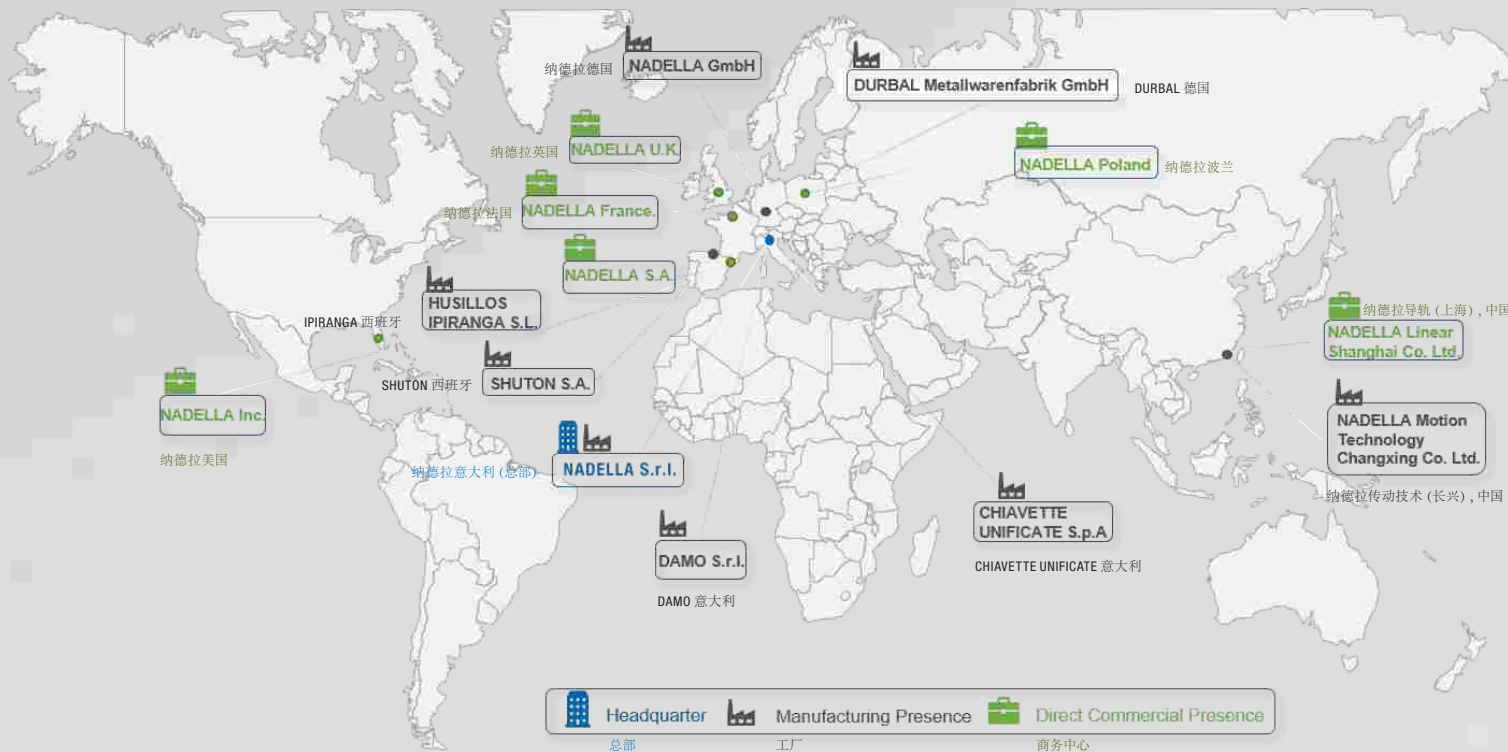 纳德拉德国
NADELLA GmbH
DURBAL Metallwarenfabrik GmbH
DURBAL 德国
纳德拉英国
NADELLA U.K.
NADELLA Poland
纳德拉波兰
纳德拉法国
NADELLA France.
NADELLA S.A.
HUSILLOS
IPIRANGA S.L.
IPIRANGA 西班牙
纳德拉导轨 (上海) , 中国
NADELLA Linear
Shanghai Co. Ltd.
SHUTON 西班牙
SHUTON S.A.
NADELLA Inc.
纳德拉美国
NADELLA Motion
Technology
Changxing Co. Ltd.
纳德拉传动技术 (长兴) , 中国
纳德拉意大利 (总部)
NADELLA S.r.l.
CHIAVETTE
UNIFICATE S.p.A
CHIAVETTE UNIFICATE 意大利
DAMO S.r.l.
DAMO 意大利
Headquarter
Manufacturing Presence
Direct Commercial Presence
总部
工厂
商务中心